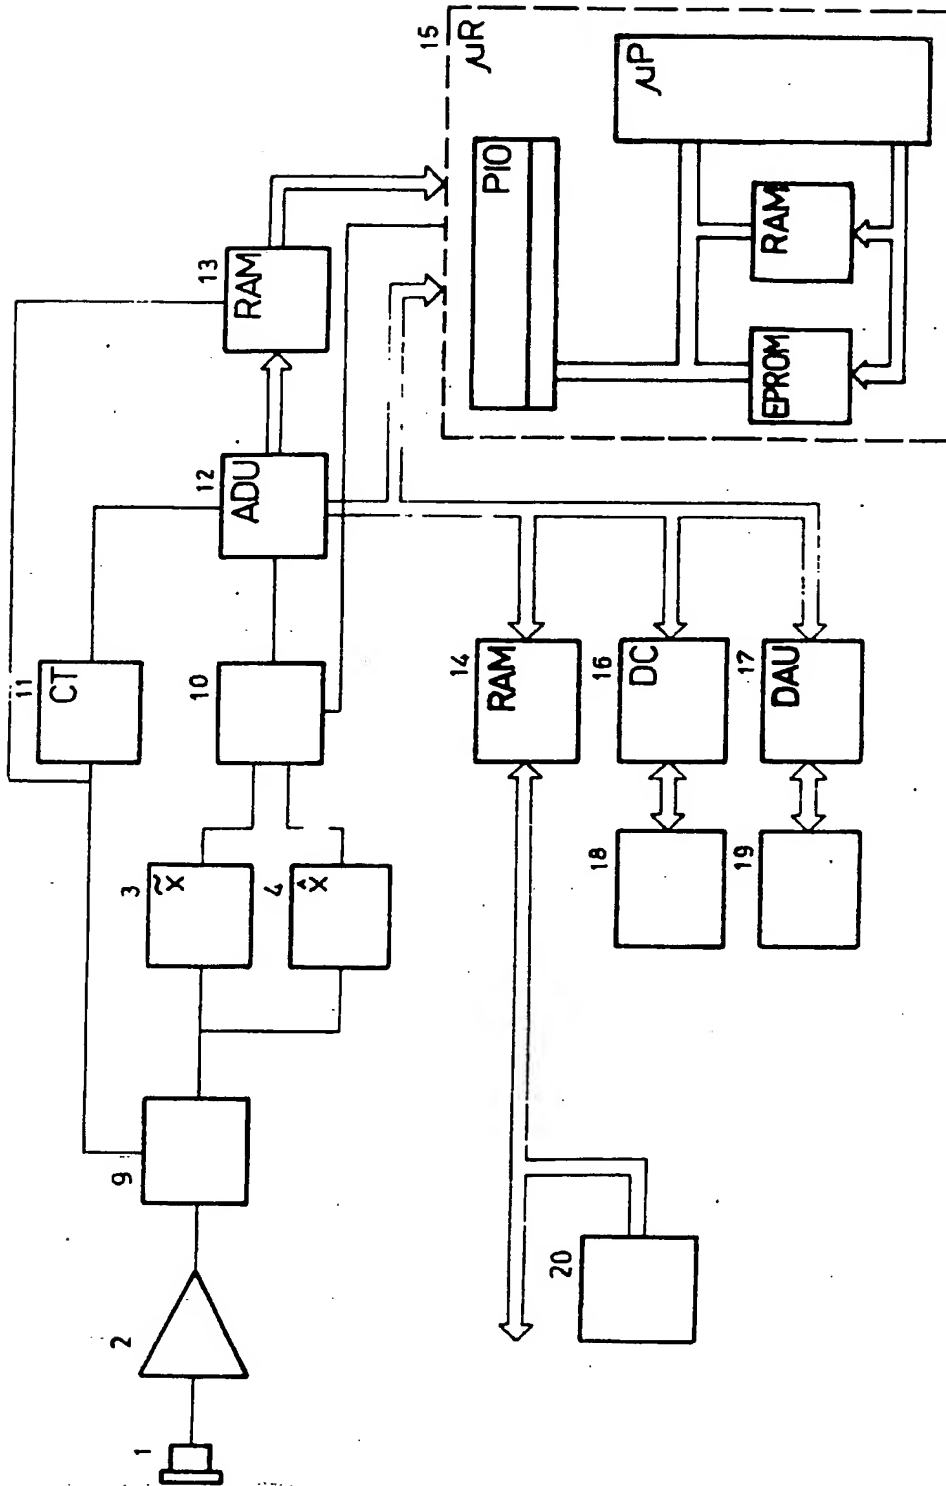 1
2
9
3
x̃
4
x̂
11
CT
10
12
ADU
13
RAM
15
μR
PIO
μP
RAM
EPROM
14
RAM
16
DC
17
DAU
18
19
20